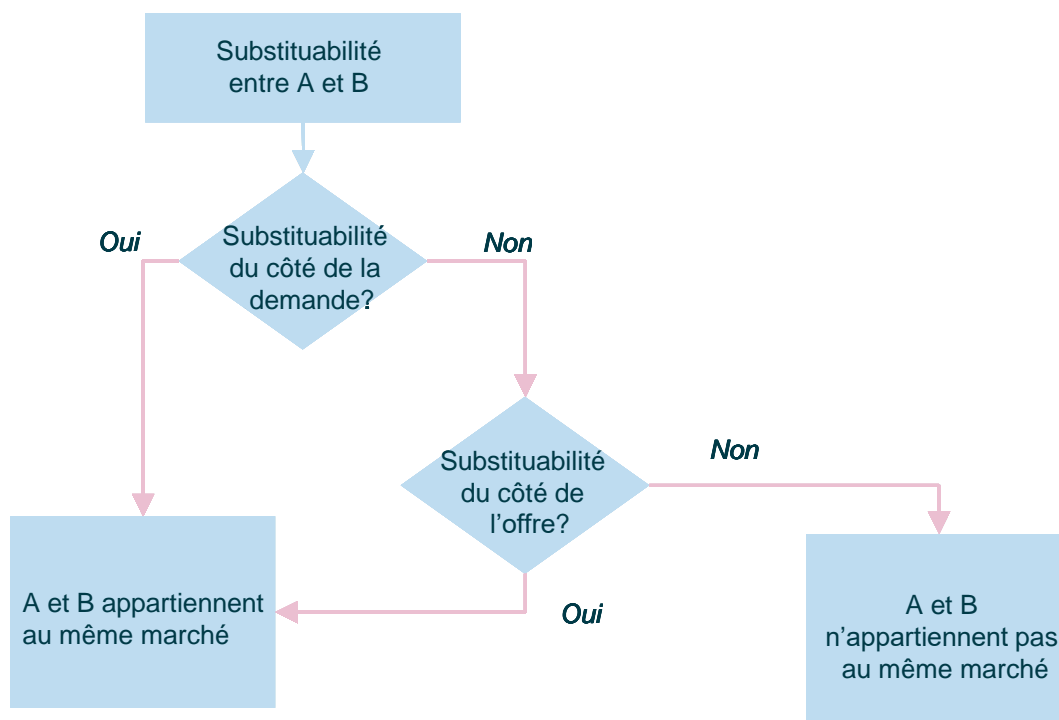 Substituabilité
entre A et B
Oui
Substituabilité
du côté de la
demande?
Non
Substituabilité
du côté de
l’offre?
Non
A et B appartiennent
au même marché
Oui
A et B
n’appartiennent pas
au même marché